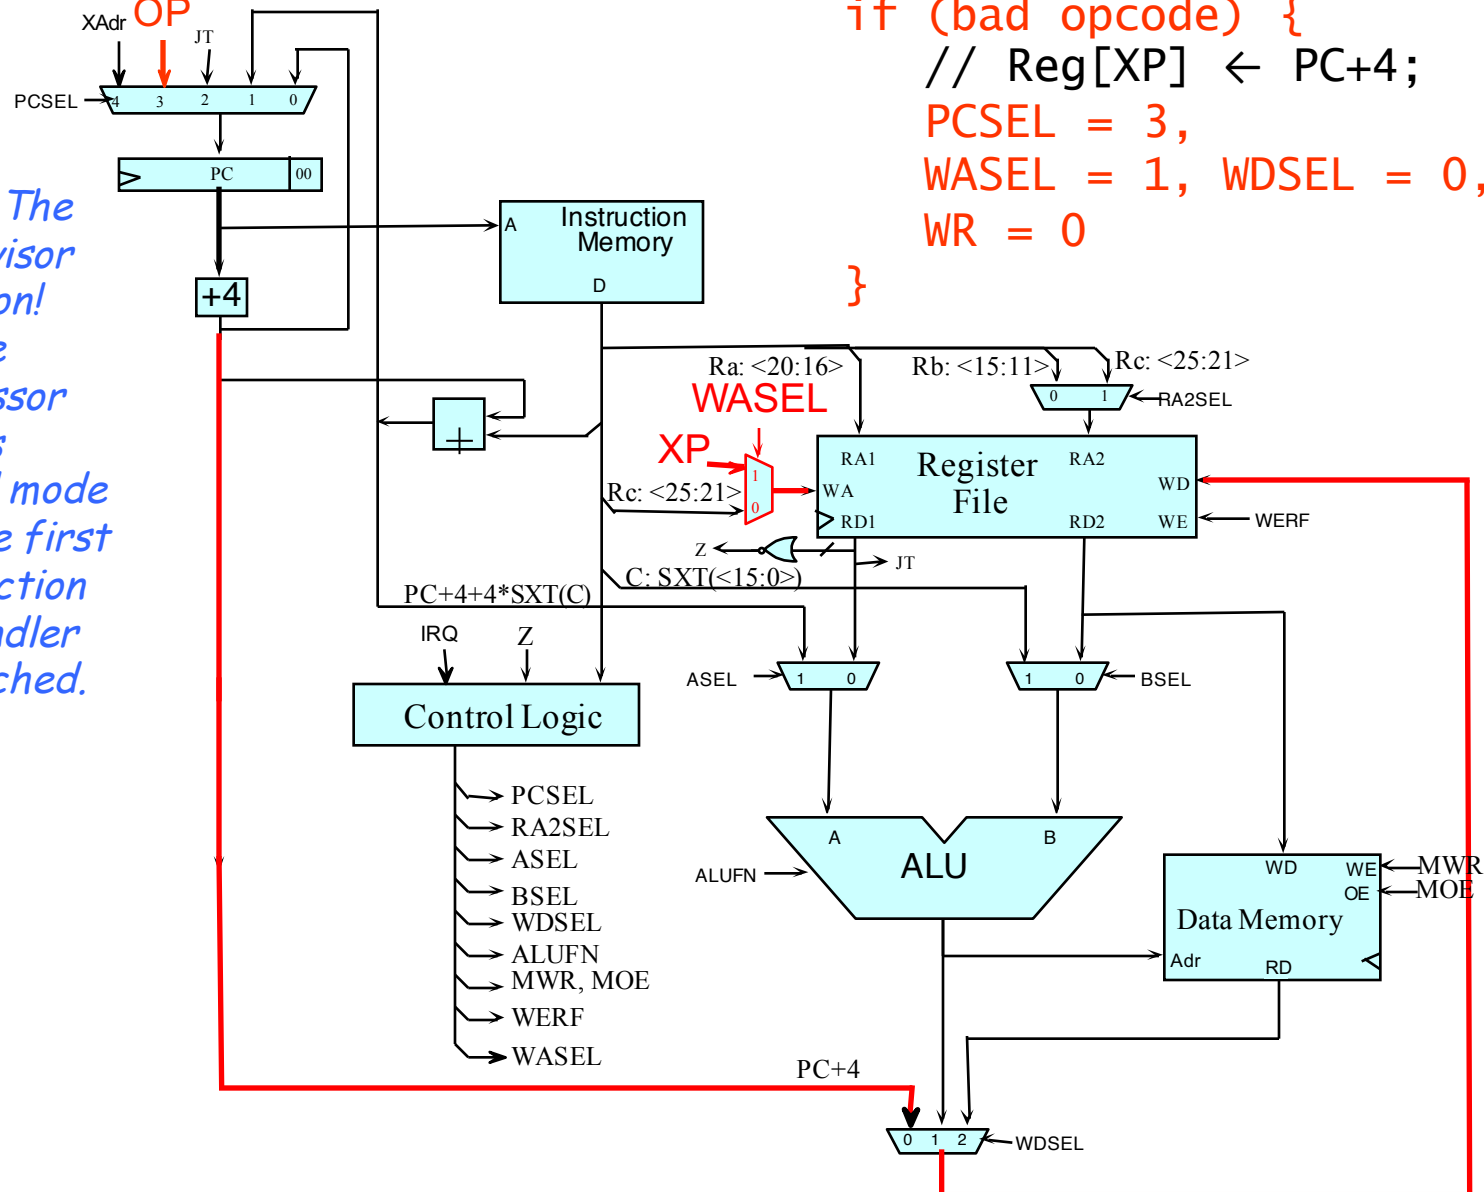 XAdr
OP
JT
if (bad opcode) {
// Reg[XP] ← PC+4;
PCSEL = 3,
WASEL = 1, WDSEL = 0,
WR = 0
}
PCSEL
4 3 2 1 0
PC 00
The
on!
mode
first
+4
A
Instruction
Memory
D
Ra: <20:16>
Rb: <15:11>
Rc: <25:21>
WASEL
XP
1
0
Rc: <25:21>
0 1
RA2SEL
RA1
Register
File
RA2
WA
WD
RD1
RD2
WE
WERF
+
Z
JT
C: SXT(<15:0>)
PC+4+4*SXT(C)
IRQ
Z
ASEL
1 0
1 0
BSEL
Control Logic
PCSEL
RA2SEL
ASEL
BSEL
WDSEL
ALUFN
MWR, MOE
WERF
WASEL
A
B
ALU
ALUFN
WD
WE
MWR
OE
MOE
Data Memory
Adr
RD
PC+4
0 1 2
WDSEL